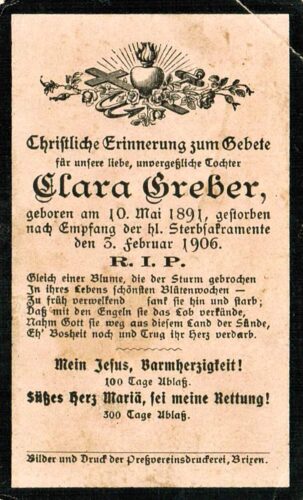 Christliche Erinnerung zum Gebete
für unsere liebe, unvergeßliche Tochter
Clara Greber,
geboren am 10. Mai 1891, gestorben
nach Empfang der hl. Sterbsakramente
den 3. Februar 1906.
R. I. P.
Gleich einer Blume, die der Sturm gebrochen
In ihres Lebens schönsten Blütenwochen —
Zu früh verwelkend sank sie hin und starb;
Daß mit den Engeln sie das Lob verkünde,
Nahm Gott sie weg aus diesem Land der Sünde,
Eh' Bosheit noch und Trug ihr Herz verdarb.
Mein Jesus, Barmherzigkeit!
100 Tage Ablaß.
Süßes Herz Mariä, sei meine Rettung!
300 Tage Ablaß.
Bilder und Druck der Preßvereinsdruckerei, Brixen.